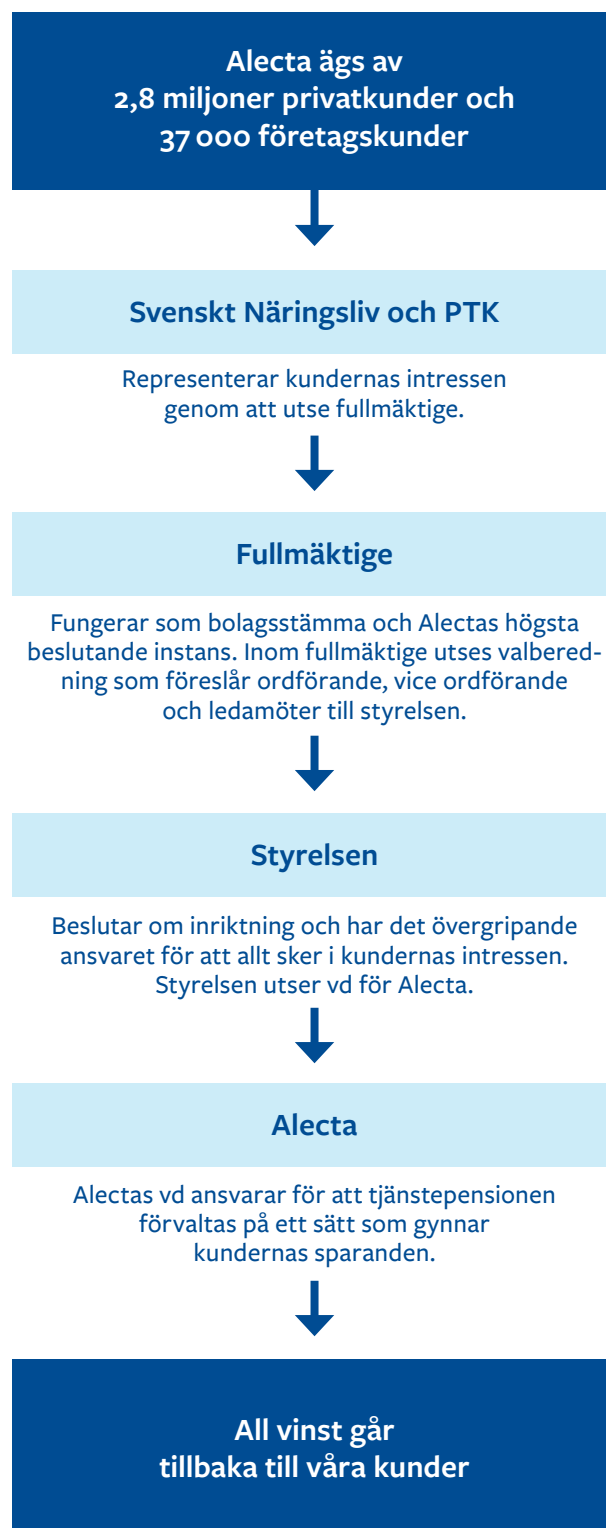 Alecta ägs av
2,8 miljoner privatkunder och
37 000 företagskunder
Svenskt Näringsliv och PTK
Representerar kundernas intressen
genom att utse fullmäktige.
Fullmäktige
Fungerar som bolagsstämma och Alectas högsta
beslutande instans. Inom fullmäktige utses valbered-
ning som föreslår ordförande, vice ordförande
och ledamöter till styrelsen.
Styrelsen
Beslutar om inriktning och har det övergripande
ansvaret för att allt sker i kundernas intressen.
Styrelsen utser vd för Alecta.
Alecta
Alectas vd ansvarar för att tjänstepensionen
förvaltas på ett sätt som gynnar
kundernas sparanden.
All vinst går
tillbaka till våra kunder